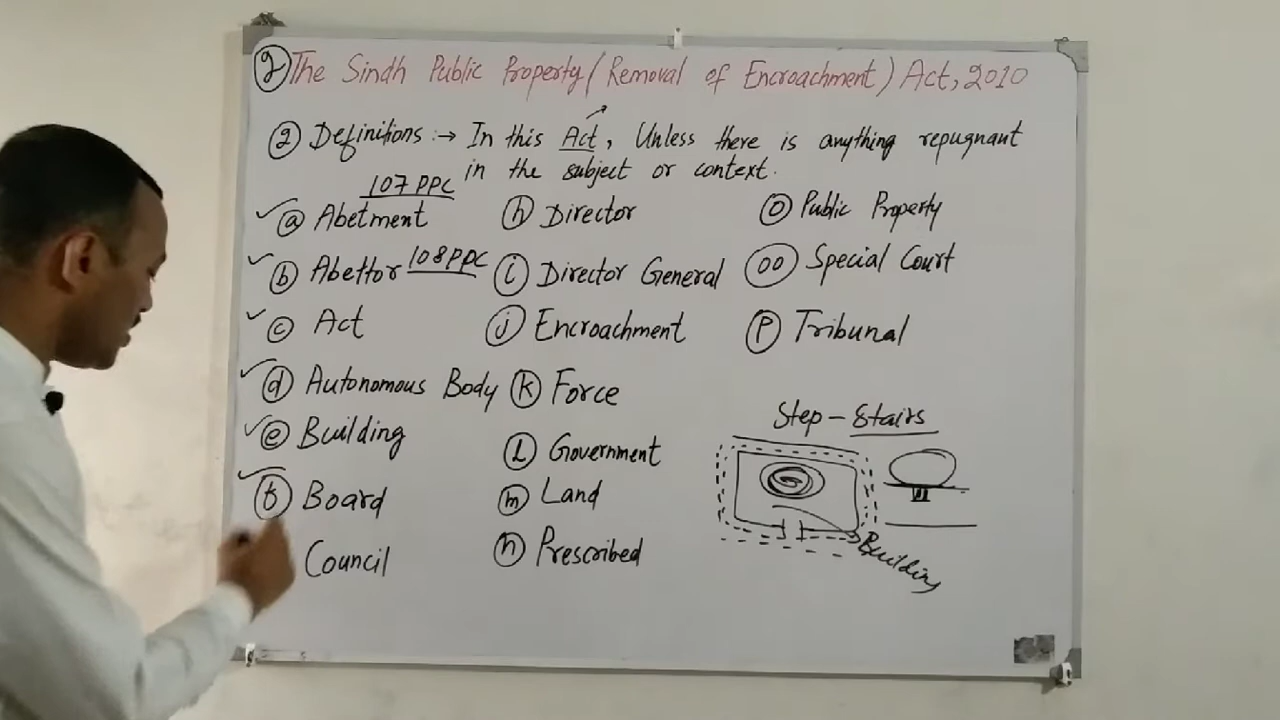 2 The Sindh Public Property (Removal of Encroachment) Act, 2010
2 Definitions :→ In this Act, Unless there is anything repugnant
in the subject or context.
107 PPC
a Abetment
b Abettor 108 PPC
c Act
d Autonomous Body
e Building
f Board
Council
h Director
i Director General
j Encroachment
k Force
L Government
m Land
n Prescribed
O Public Property
OO Special Court
P Tribunal
Step - Stairs
Building